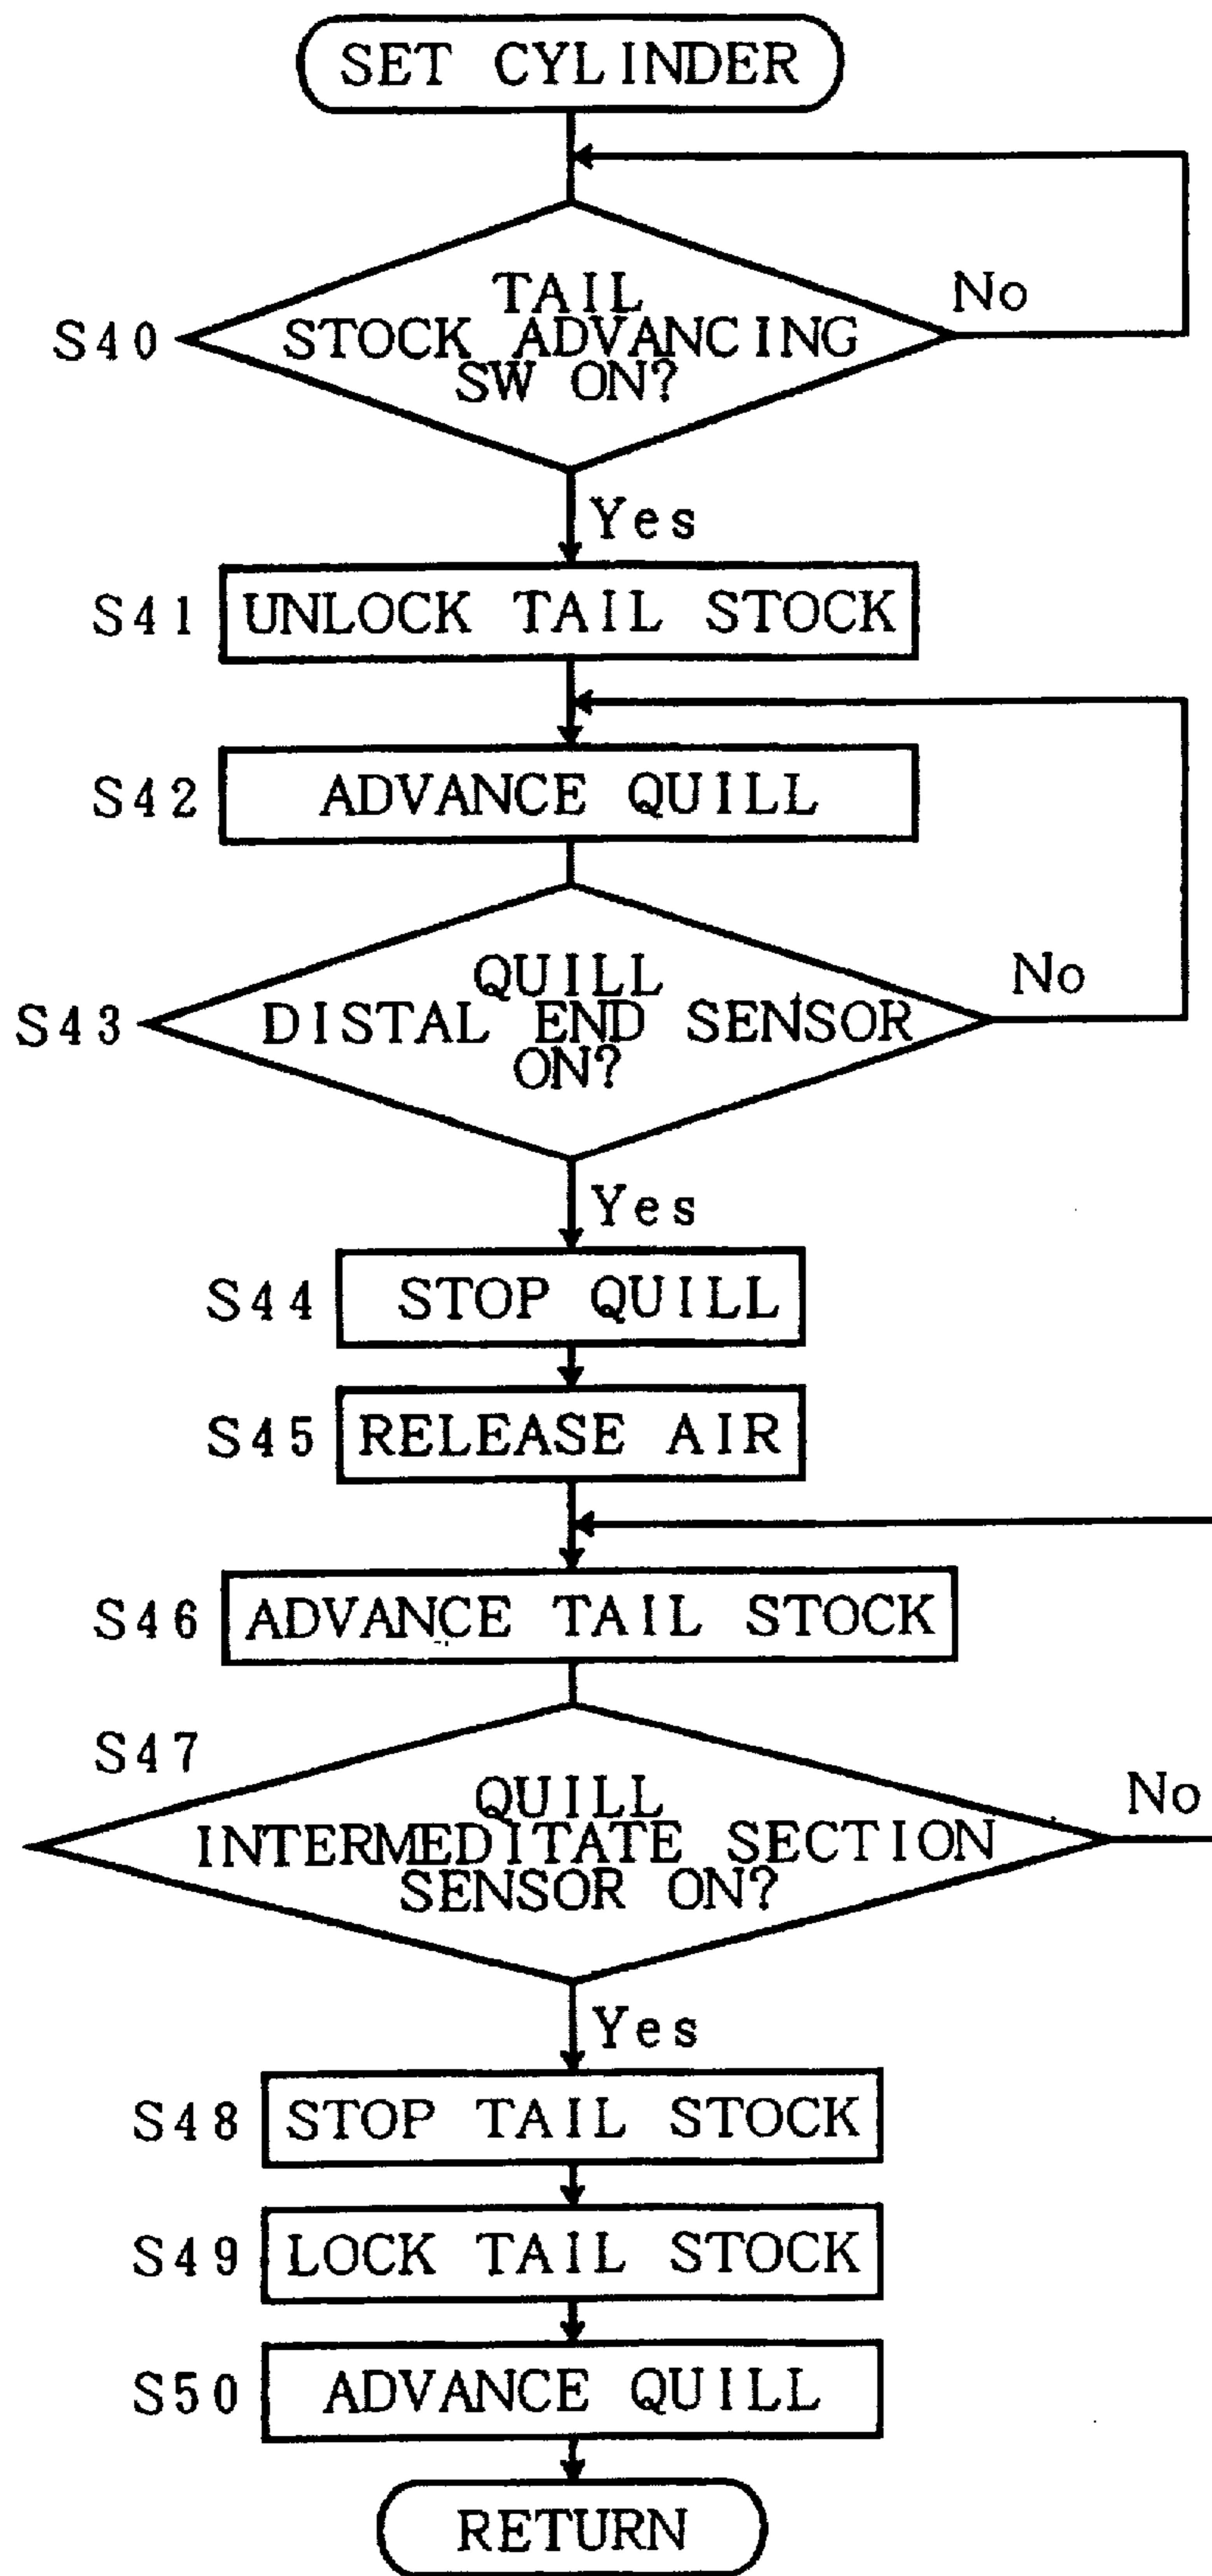 SET CYLINDER
TAIL
S40 STOCK ADVANCING No
SW ON?
Yes
S41 UNLOCK TAIL STOCK
S42 ADVANCE QUILL
QUILL No
S43 DISTAL END SENSOR
ON?
Yes
S44 STOP QUILL
S45 RELEASE AIR
S46 ADVANCE TAIL STOCK
S47
QUILL No
INTERMEDITATE SECTION
SENSOR ON?
Yes
S48 STOP TAIL STOCK
S49 LOCK TAIL STOCK
S50 ADVANCE QUILL
RETURN